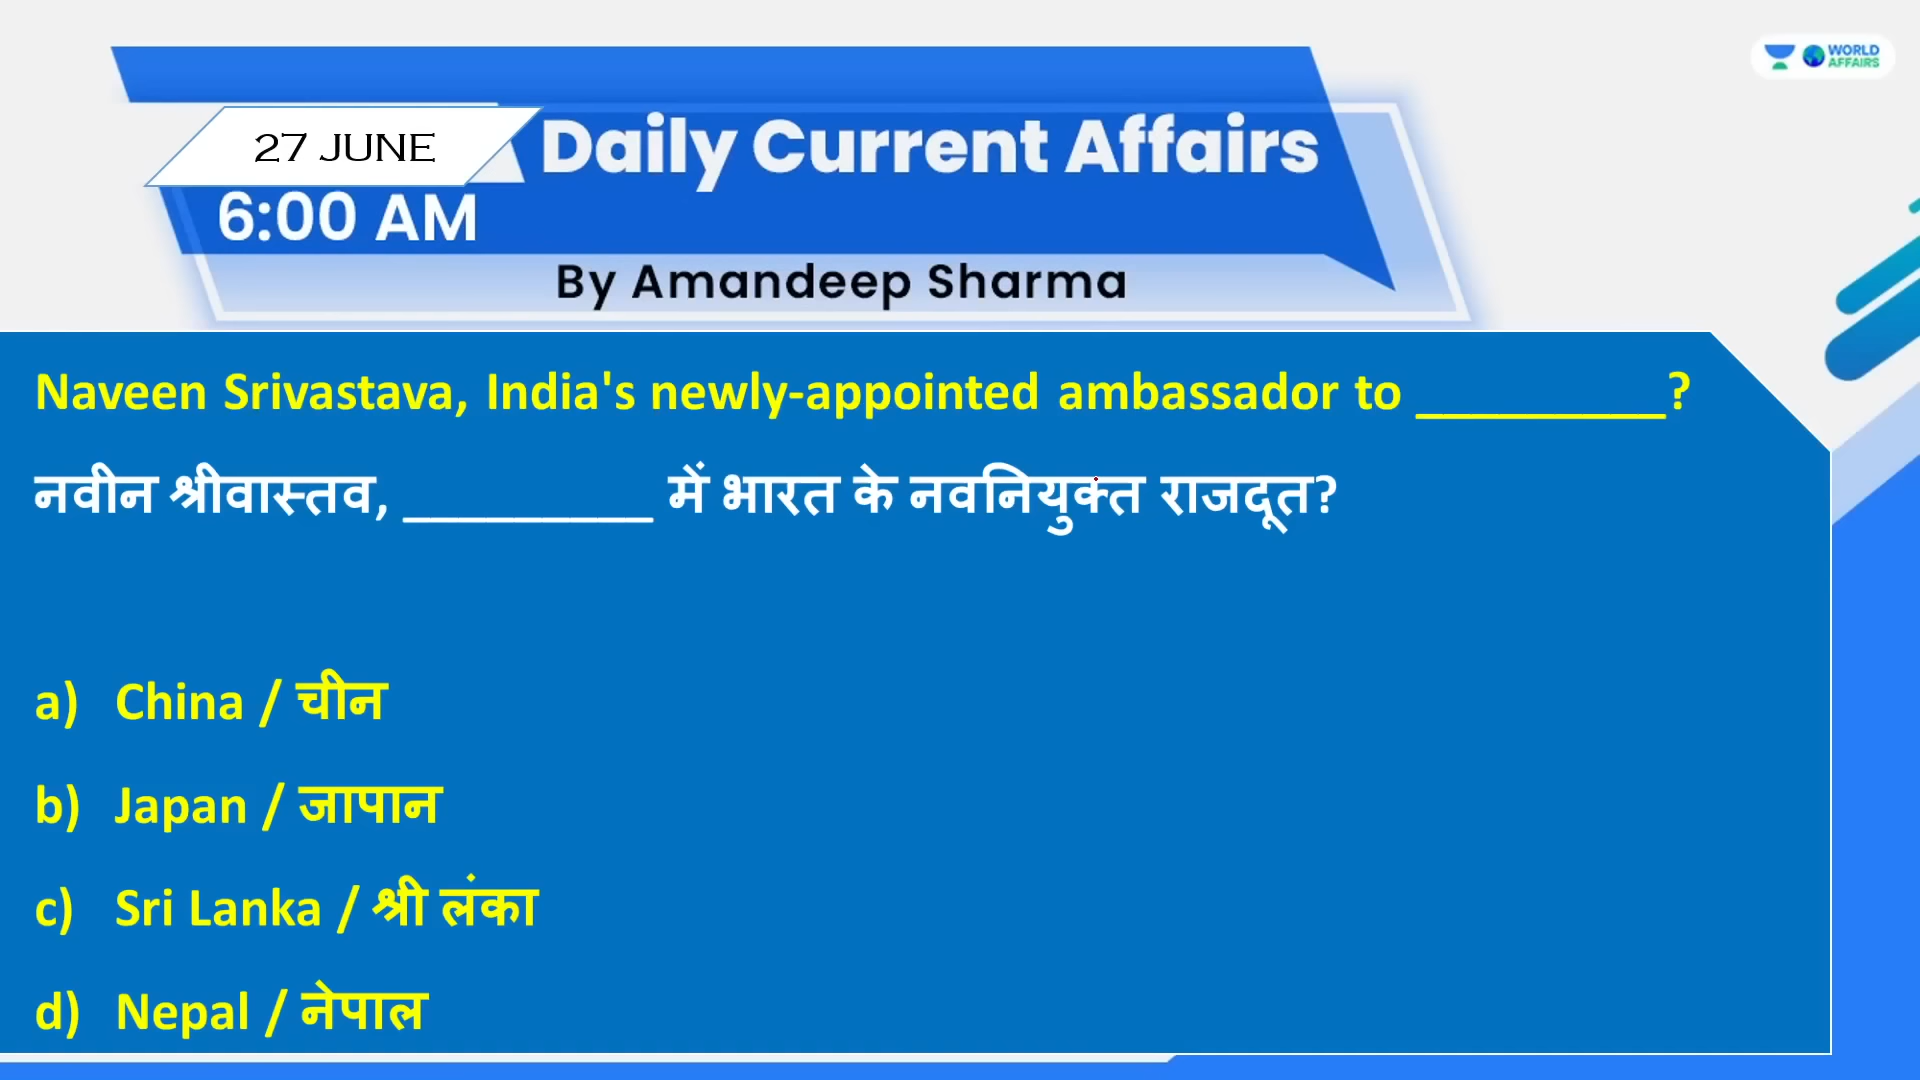 WORLD
AFFAIRS
27 JUNE
Daily Current Affairs
6:00 AM
By Amandeep Sharma
Naveen Srivastava, India's newly-appointed ambassador to _________?
नवीन श्रीवास्तव, _________ में भारत के नवनियुक्त राजदूत?
a) China / चीन
b) Japan / जापान
c) Sri Lanka / श्री लंका
d) Nepal / नेपाल